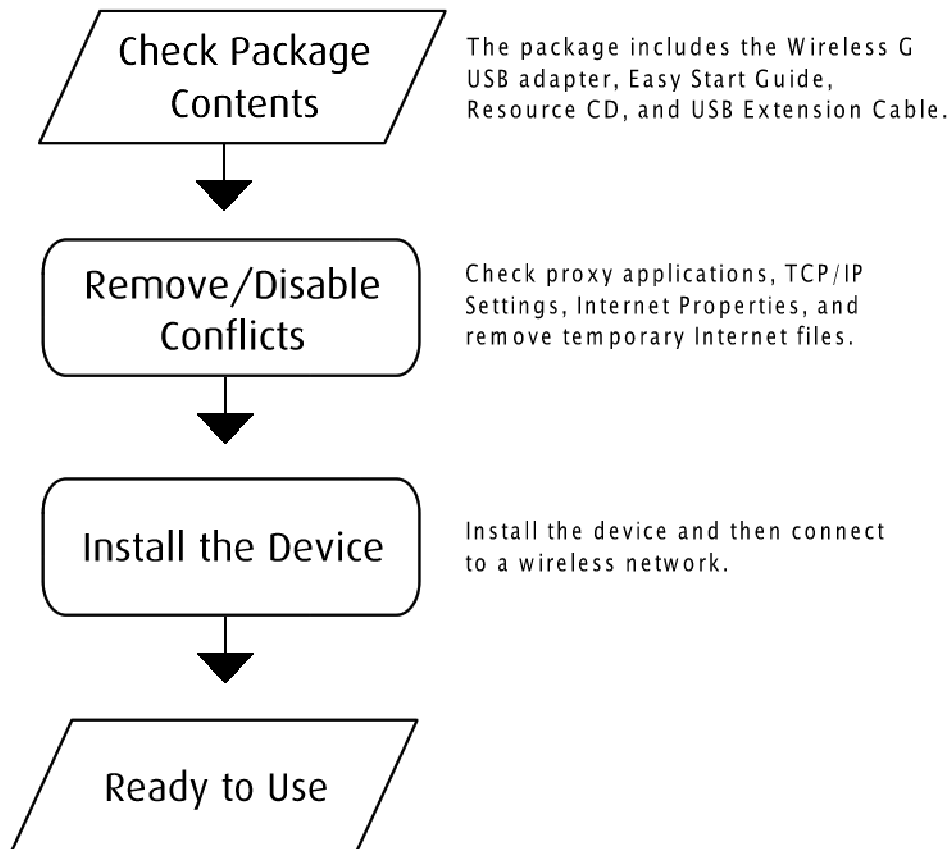 Check Package
Contents
The package includes the Wireless G
USB adapter, Easy Start Guide,
Resource CD, and USB Extension Cable.
Remove/Disable
Conflicts
Check proxy applications, TCP/IP
Settings, Internet Properties, and
remove temporary Internet files.
Install the Device
Install the device and then connect
to a wireless network.
Ready to Use